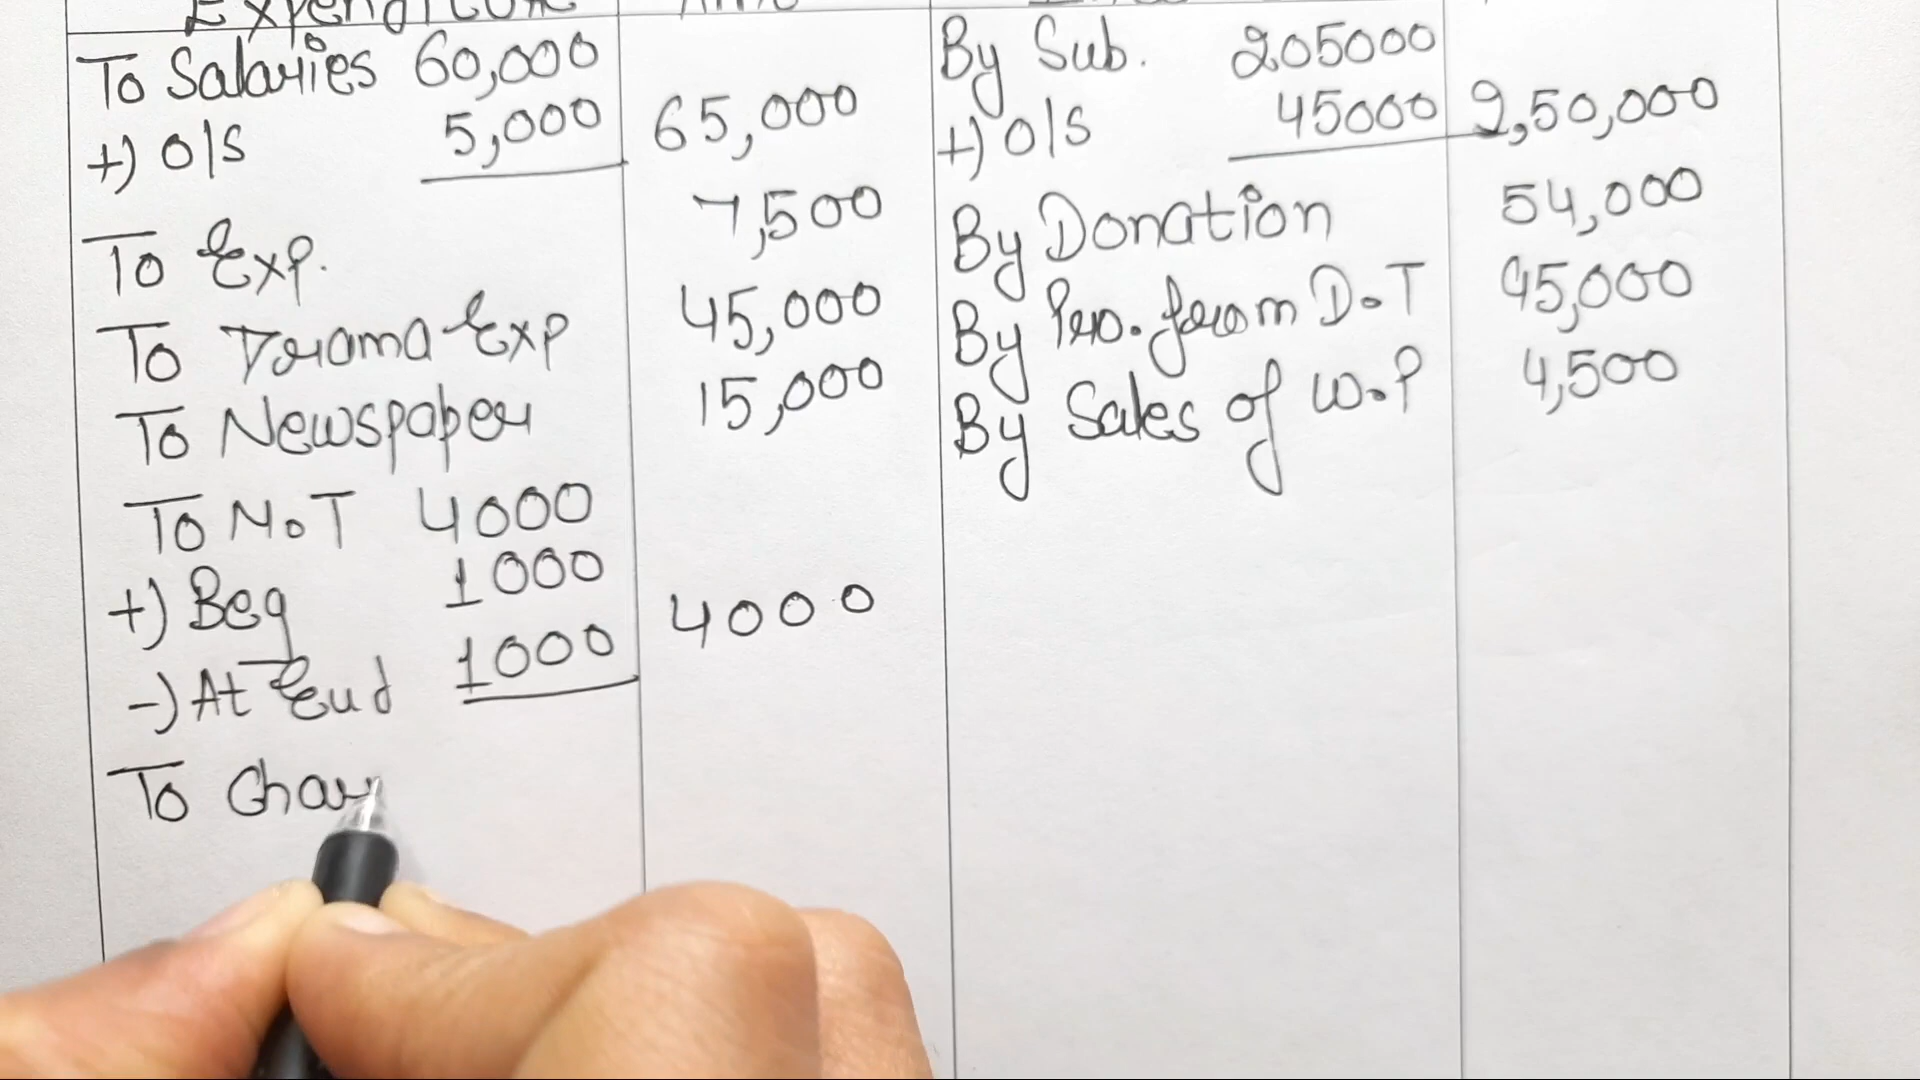 Expenditure
To Salaries 60,000
+) O/S 5,000 65,000
To Exp. 7,500
To Drama Exp 45,000
To Newspaper 15,000
To M.T 4000
+) Beg 1000
-) At End 1000 4000
To Char
By Sub. 205000
+) O/S 45000 2,50,000
By Donation 54,000
By Pro. from D.T 95,000
By Sales of W.P 4,500